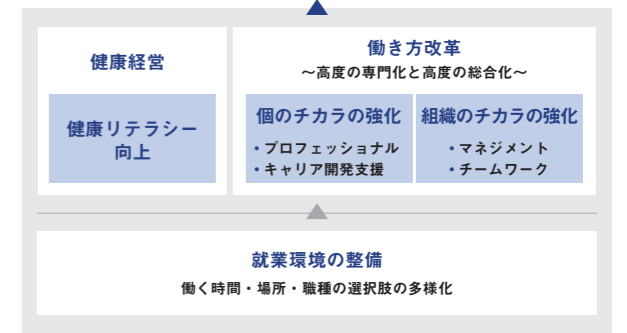 健康経営
健康リテラシー
向上
働き方改革
～高度の専門化と高度の総合化～
個のチカラの強化
・プロフェッショナル
・キャリア開発支援
組織のチカラの強化
・マネジメント
・チームワーク
就業環境の整備
働く時間・場所・職種の選択肢の多様化